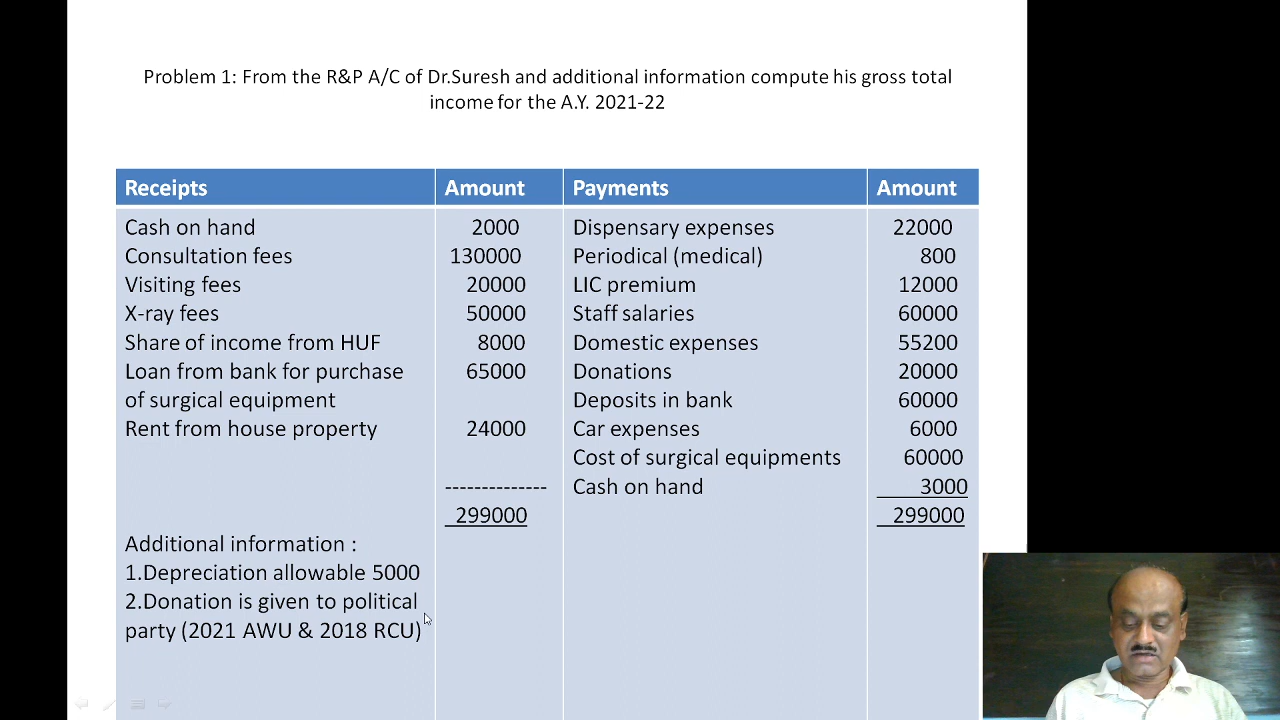 Problem 1: From the R&P A/C of Dr.Suresh and additional information compute his gross total
income for the A.Y. 2021-22
Receipts Amount Payments Amount
Cash on hand 2000 Dispensary expenses 22000
Consultation fees 130000 Periodical (medical) 800
Visiting fees 20000 LIC premium 12000
X-ray fees 50000 Staff salaries 60000
Share of income from HUF 8000 Domestic expenses 55200
Loan from bank for purchase 65000 Donations 20000
of surgical equipment Deposits in bank 60000
Rent from house property 24000 Car expenses 6000
Cost of surgical equipments 60000
-------------- Cash on hand 3000
299000 299000
Additional information :
1.Depreciation allowable 5000
2.Donation is given to political
party (2021 AWU & 2018 RCU)